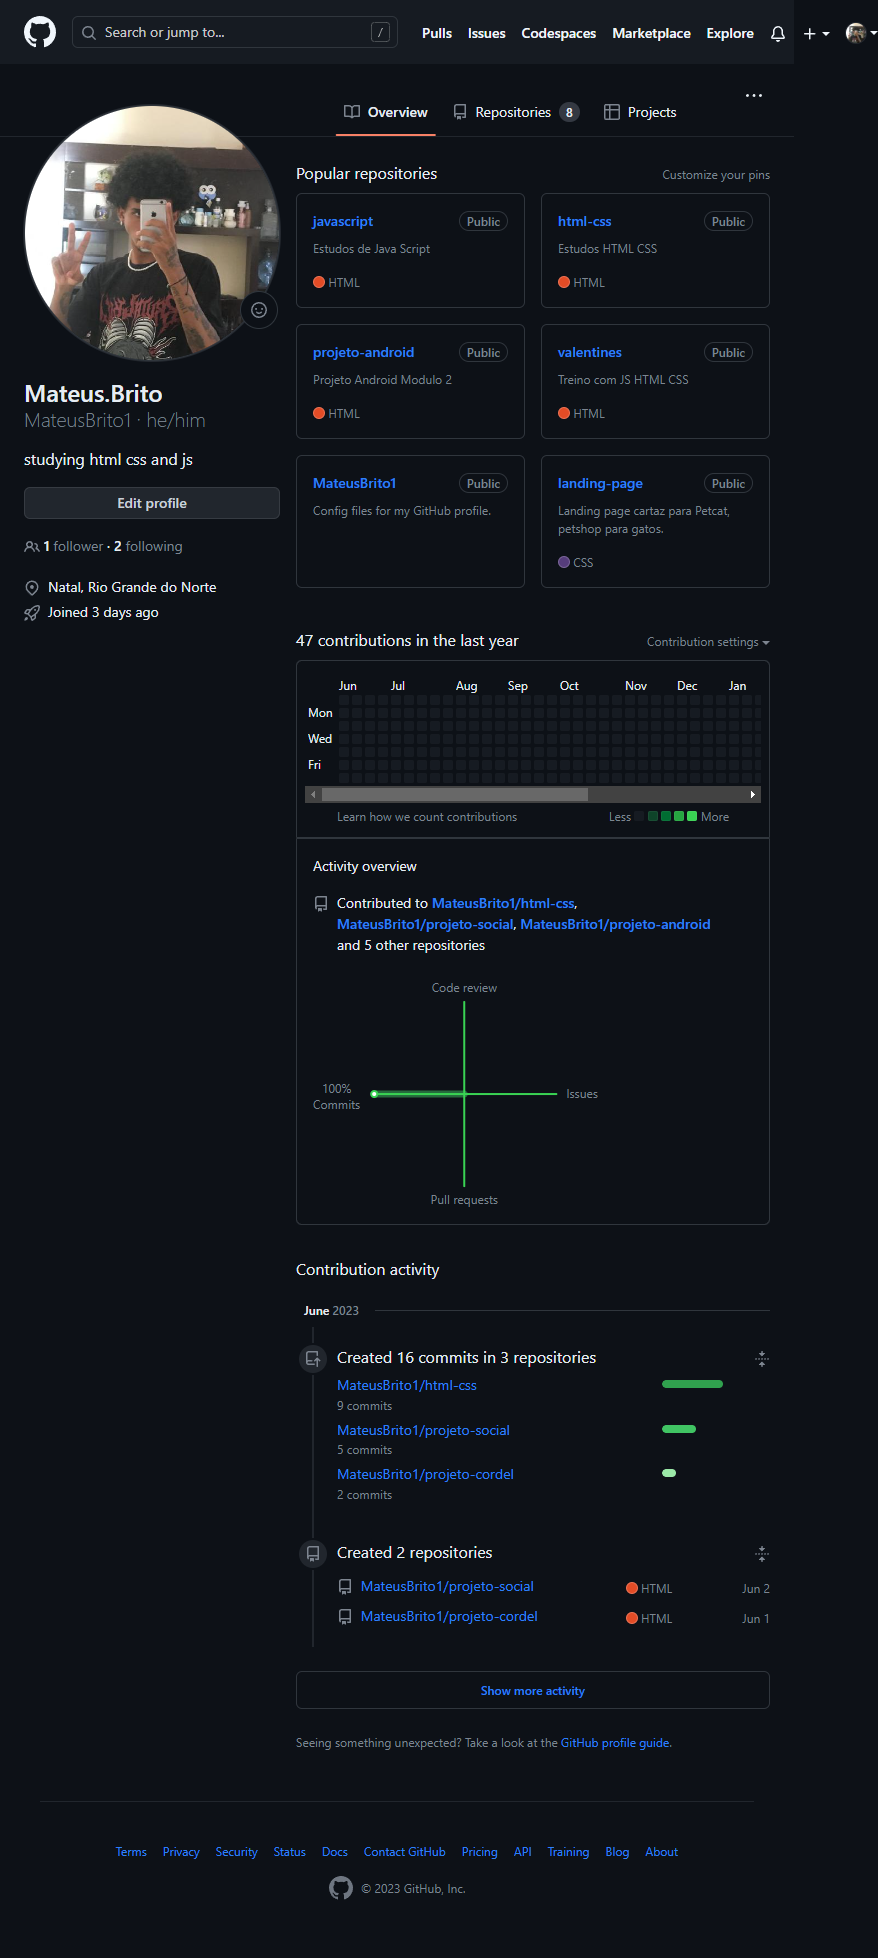 Search or jump to...
/
Pulls
Issues
Codespaces
Marketplace
Explore
Overview
Repositories 8
Projects
Mateus.Brito
MateusBrito1 · he/him
studying html css and js
Edit profile
1 follower · 2 following
Natal, Rio Grande do Norte
Joined 3 days ago
Popular repositories
Customize your pins
javascript
Public
Estudos de Java Script
HTML
html-css
Public
Estudos HTML CSS
HTML
projeto-android
Public
Projeto Android Modulo 2
HTML
valentines
Public
Treino com JS HTML CSS
HTML
MateusBrito1
Public
Config files for my GitHub profile.
landing-page
Public
Landing page cartaz para Petcat,
petshop para gatos.
CSS
47 contributions in the last year
Contribution settings
Jun Jul Aug Sep Oct Nov Dec Jan
Mon
Wed
Fri
Learn how we count contributions
Less
More
Activity overview
Contributed to MateusBrito1/html-css,
MateusBrito1/projeto-social, MateusBrito1/projeto-android
and 5 other repositories
Code review
100%
Commits
Issues
Pull requests
Contribution activity
June 2023
Created 16 commits in 3 repositories
MateusBrito1/html-css
9 commits
MateusBrito1/projeto-social
5 commits
MateusBrito1/projeto-cordel
2 commits
Created 2 repositories
MateusBrito1/projeto-social
HTML
Jun 2
MateusBrito1/projeto-cordel
HTML
Jun 1
Show more activity
Seeing something unexpected? Take a look at the GitHub profile guide.
Terms Privacy Security Status Docs Contact GitHub Pricing API Training Blog About
© 2023 GitHub, Inc.